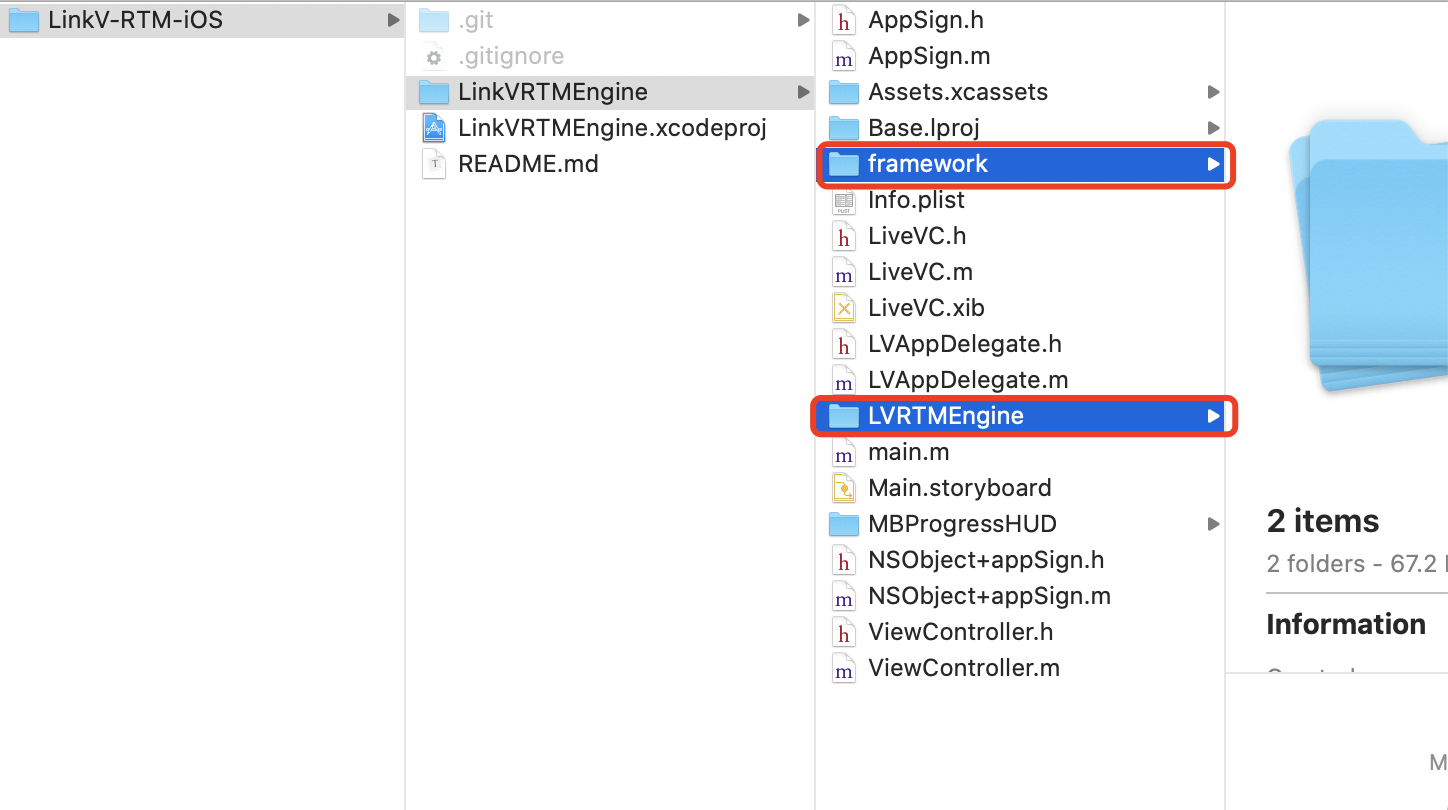 LinkV-RTM-iOS
.git
.gitignore
LinkVRTMEngine
LinkVRTMEngine.xcodeproj
README.md
AppSign.h
AppSign.m
Assets.xcassets
Base.lproj
framework
Info.plist
LiveVC.h
LiveVC.m
LiveVC.xib
LVAppDelegate.h
LVAppDelegate.m
LVRTMEngine
main.m
Main.storyboard
MBProgressHUD
NSObject+appSign.h
NSObject+appSign.m
ViewController.h
ViewController.m
2 items
2 folders - 67.2
Information
M